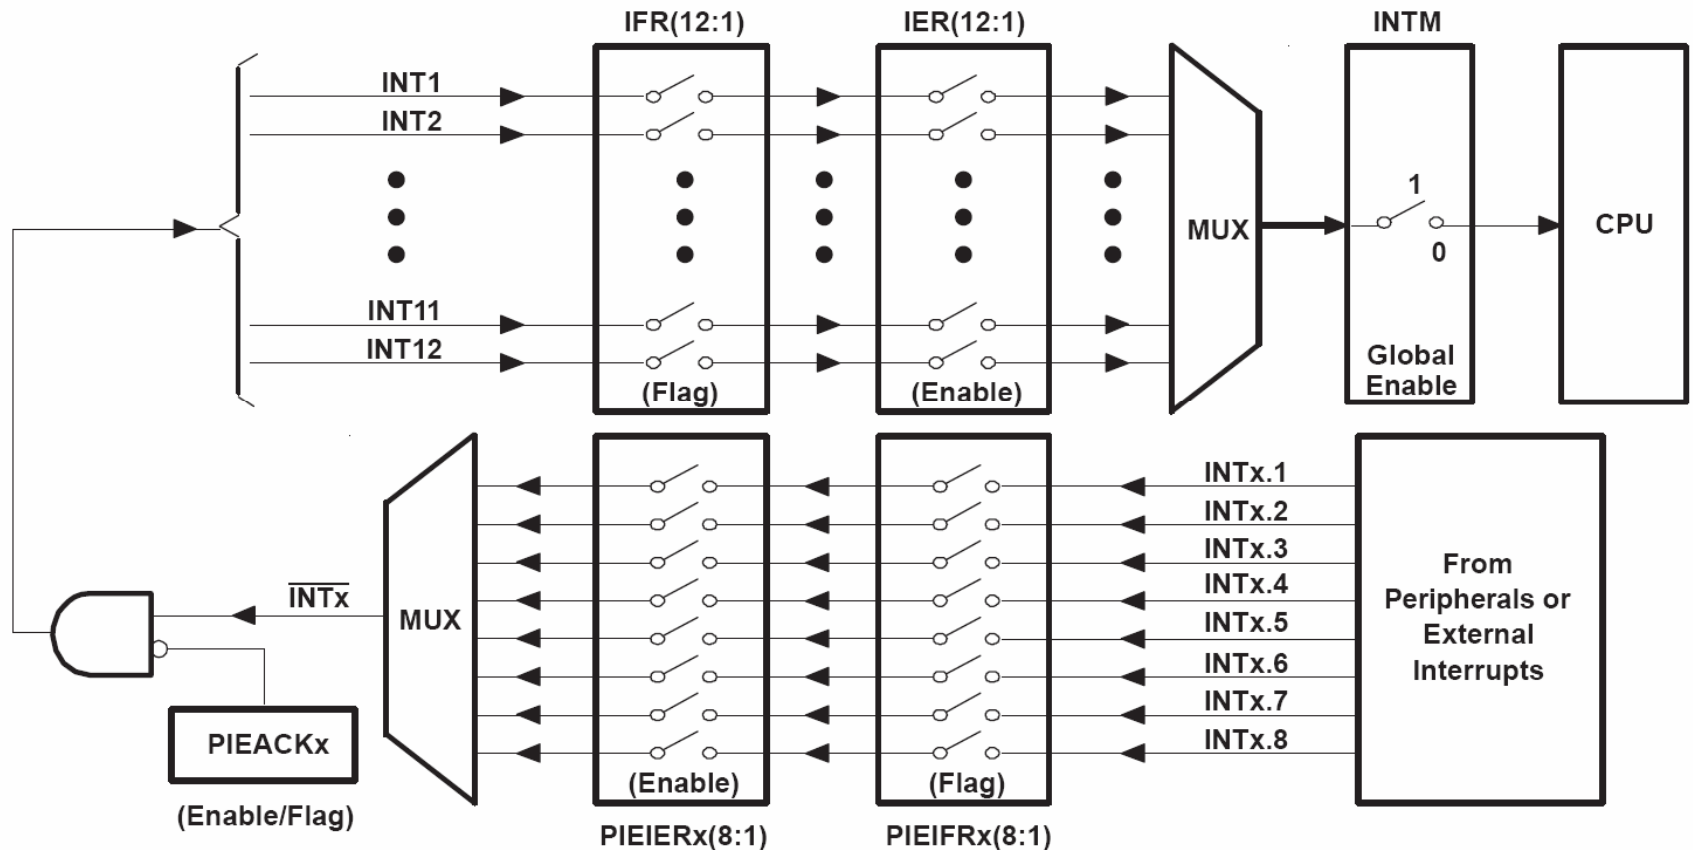 IFR(12:1)
IER(12:1)
INTM
INT1
INT2
INT11
INT12
(Flag)
(Enable)
MUX
1
0
Global
Enable
CPU
INTx.1
INTx.2
INTx.3
INTx.4
INTx.5
INTx.6
INTx.7
INTx.8
From
Peripherals or
External
Interrupts
INTx
MUX
PIEACKx
(Enable/Flag)
(Enable)
(Flag)
PIEIERx(8:1)
PIEIFRx(8:1)